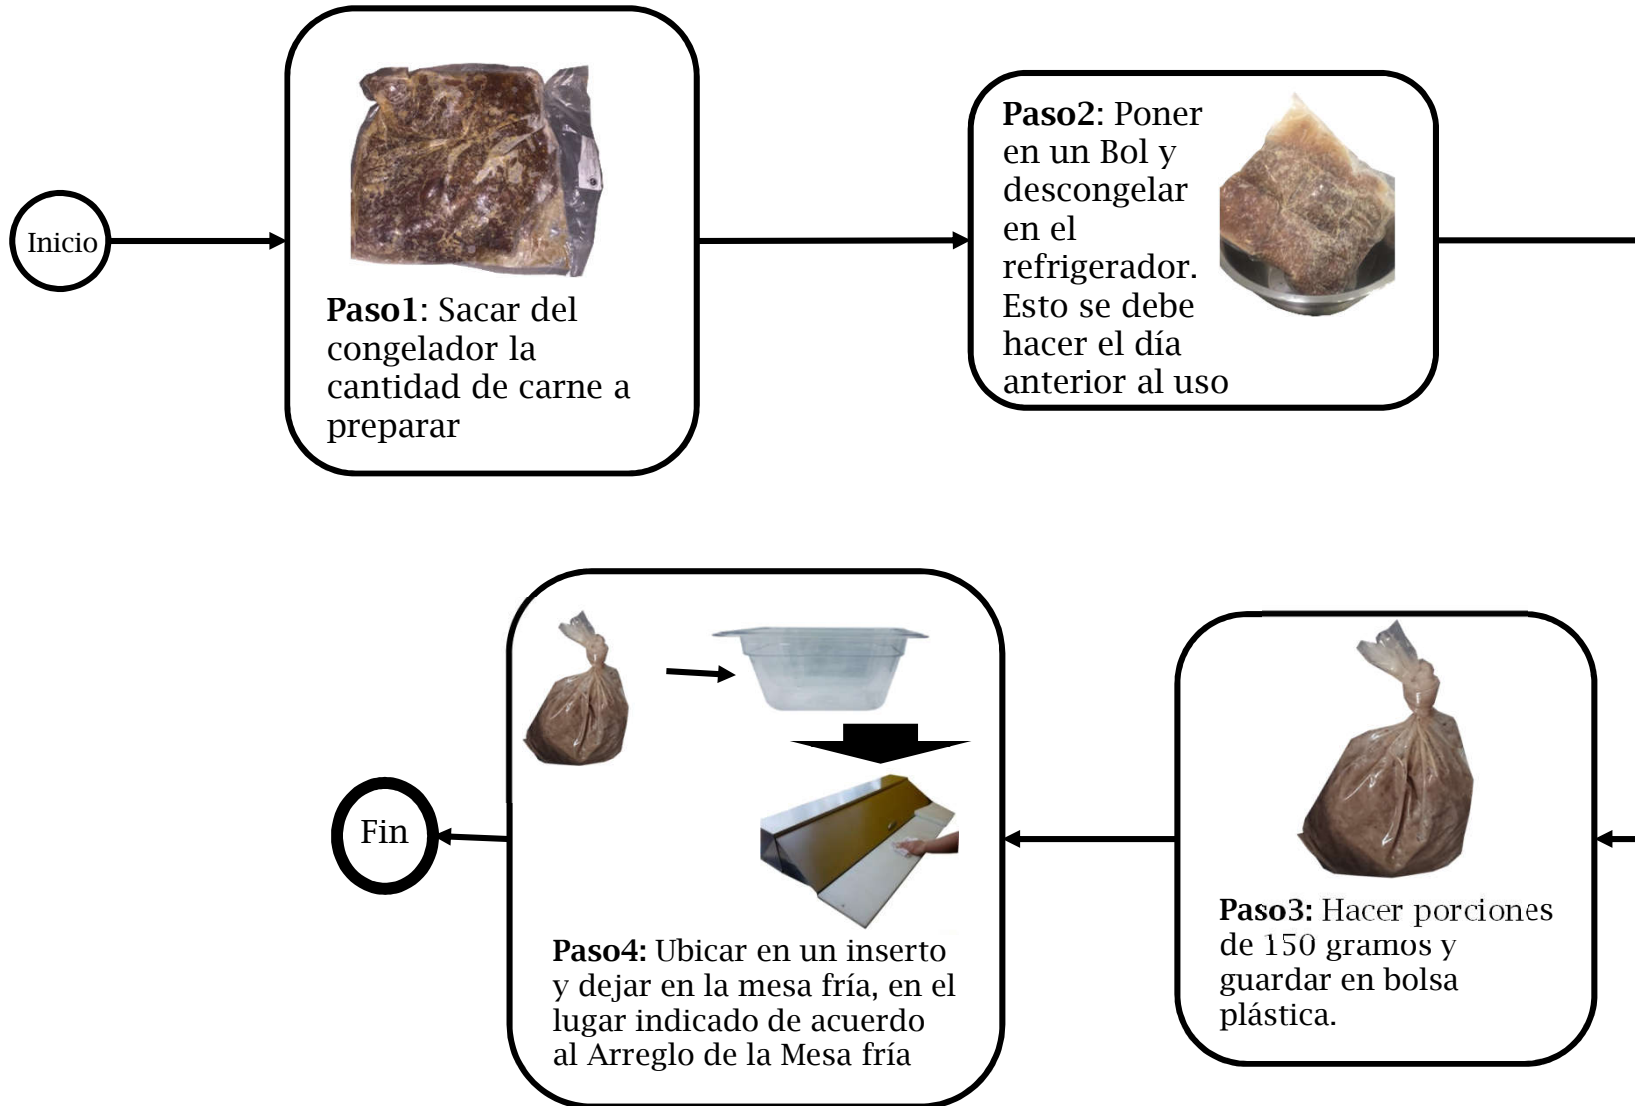 Inicio
Paso1: Sacar del
congelador la
cantidad de carne a
preparar
Paso2: Poner
en un Bol y
descongelar
en el
refrigerador.
Esto se debe
hacer el día
anterior al uso
Paso3: Hacer porciones
de 150 gramos y
guardar en bolsa
plástica.
Paso4: Ubicar en un inserto
y dejar en la mesa fría, en el
lugar indicado de acuerdo
al Arreglo de la Mesa fría
Fin